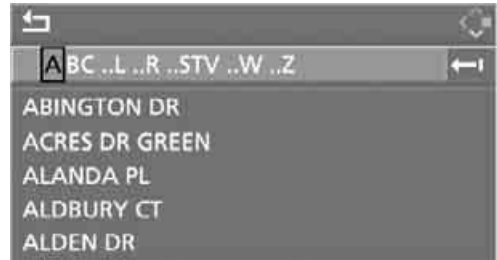 ABC ..L ..R ..STV ..W ..Z
ABINGTON DR
ACRES DR GREEN
ALANDA PL
ALDBURY CT
ALDEN DR